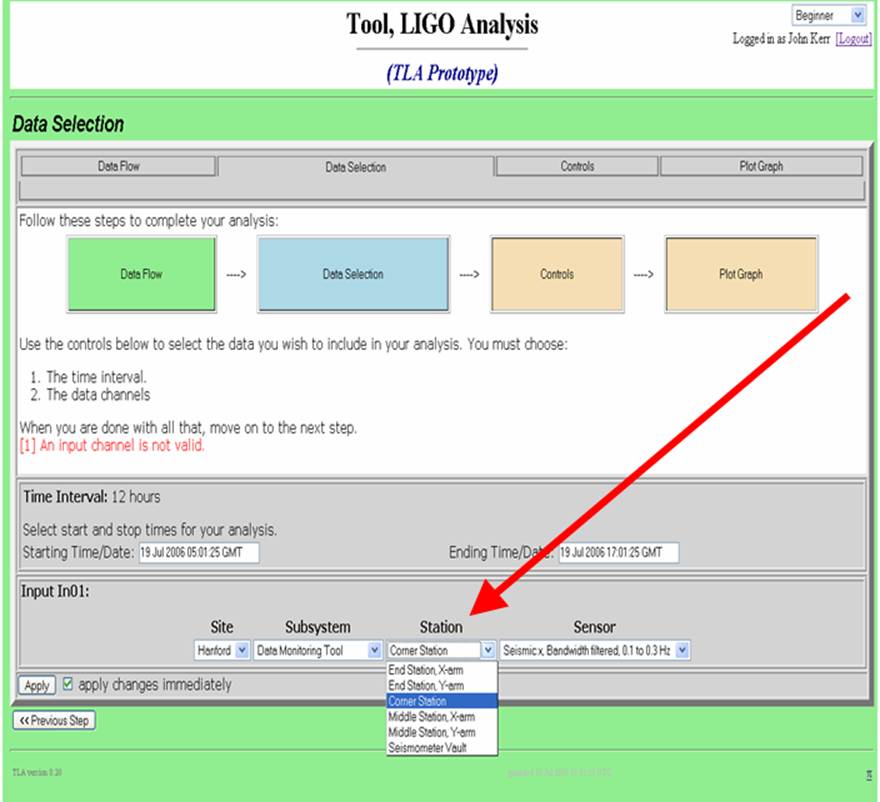 Tool, LIGO Analysis
Beginner
Logged in as John Kerr [Logout]
(TLA Prototype)
Data Selection
Data Flow Data Selection Controls Plot Graph
Follow these steps to complete your analysis:
Data Flow ----> Data Selection ----> Controls ----> Plot Graph
Use the controls below to select the data you wish to include in your analysis. You must choose:
1. The time interval.
2. The data channels
When you are done with all that, move on to the next step.
[1] An input channel is not valid.
Time Interval: 12 hours
Select start and stop times for your analysis.
Starting Time/Date: 19 Jul 2006 05:01:25 GMT Ending Time/Date: 19 Jul 2006 17:01:25 GMT
Input In01:
Site Subsystem Station Sensor
Hanford Data Monitoring Tool Corner Station Seismic x, Bandwidth filtered, 0.1 to 0.3 Hz
End Station, X-arm
End Station, Y-arm
Corner Station
Middle Station, X-arm
Middle Station, Y-arm
Seismometer Vault
Apply apply changes immediately
<< Previous Step
TLA version 0.20